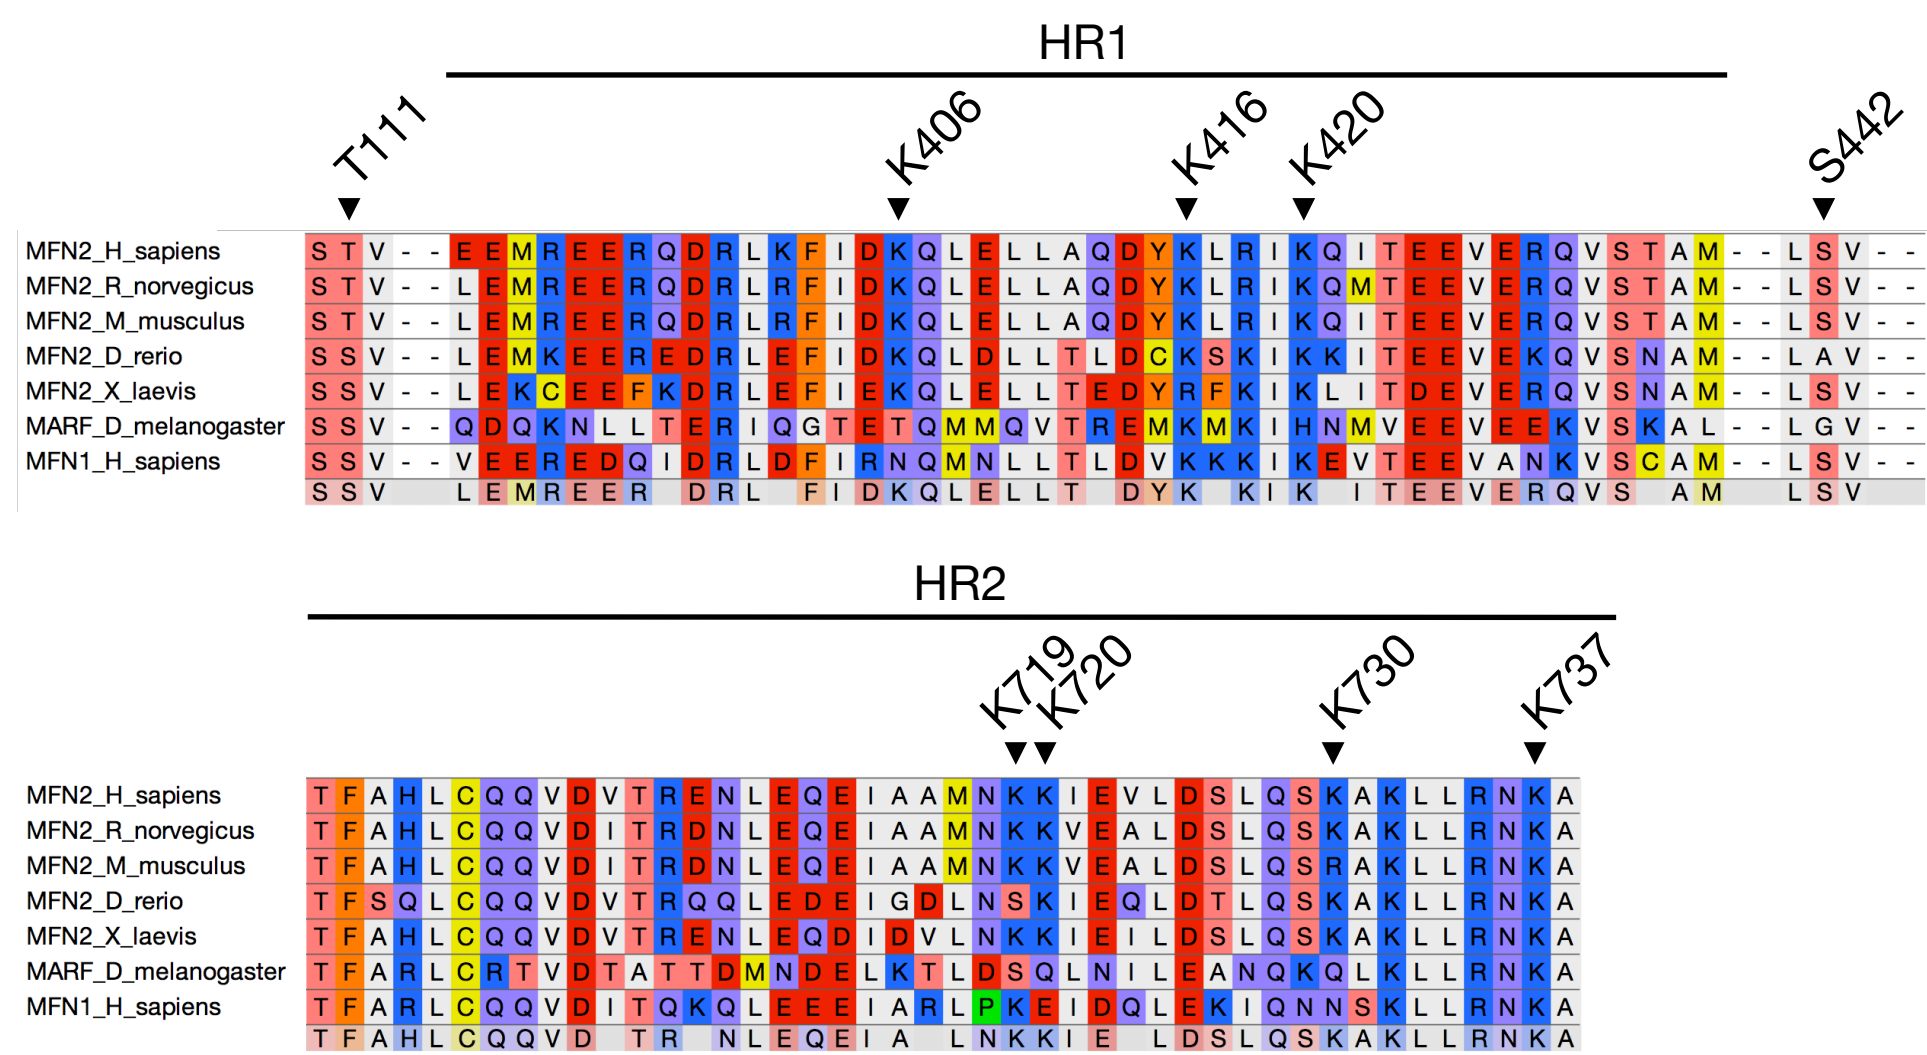 HR1
T111 K406 K416 K420 S442
MFN2_H_sapiens S T V - - E E M R E E R Q D R L K F I D K Q L E L L A Q D Y K L R I K Q I T E E V E R Q V S T A M - - L S V - -
MFN2_R_norvegicus S T V - - L E M R E E R Q D R L R F I D K Q L E L L A Q D Y K L R I K Q M T E E V E R Q V S T A M - - L S V - -
MFN2_M_musculus S T V - - L E M R E E R Q D R L R F I D K Q L E L L A Q D Y K L R I K Q I T E E V E R Q V S T A M - - L S V - -
MFN2_D_rerio S S V - - L E M K E E R E D R L E F I D K Q L D L L T L D C K S K I K K I T E E V E K Q V S N A M - - L A V - -
MFN2_X_laevis S S V - - L E K C E E F K D R L E F I E K Q L E L L T E D Y R F K I K L I T D E V E R Q V S N A M - - L S V - -
MARF_D_melanogaster S S V - - Q D Q K N L L T E R I Q G T E T Q M M Q V T R E M K M K I H N M V E E V E E K V S K A L - - L G V - -
MFN1_H_sapiens S S V - - V E E R E D Q I D R L D F I R N Q M N L L T L D V K K K I K E V T E E V A N K V S C A M - - L S V - -
S S V L E M R E E R D R L F I D K Q L E L L T D Y K K I K I T E E V E R Q V S A M L S V
HR2
K719 K720 K730 K737
MFN2_H_sapiens T F A H L C Q Q V D V T R E N L E Q E I A A M N K K I E V L D S L Q S K A K L L R N K A
MFN2_R_norvegicus T F A H L C Q Q V D I T R D N L E Q E I A A M N K K V E A L D S L Q S K A K L L R N K A
MFN2_M_musculus T F A H L C Q Q V D I T R D N L E Q E I A A M N K K V E A L D S L Q S R A K L L R N K A
MFN2_D_rerio T F S Q L C Q Q V D V T R Q Q L E D E I G D L N S K I E Q L D T L Q S K A K L L R N K A
MFN2_X_laevis T F A H L C Q Q V D V T R E N L E Q D I D V L N K K I E I L D S L Q S K A K L L R N K A
MARF_D_melanogaster T F A R L C R T V D T A T T D M N D E L K T L D S Q L N I L E A N Q K Q L K L L R N K A
MFN1_H_sapiens T F A R L C Q Q V D I T Q K Q L E E E I A R L P K E I D Q L E K I Q N N S K L L R N K A
T F A H L C Q Q V D T R N L E Q E I A L N K K I E L D S L Q S K A K L L R N K A